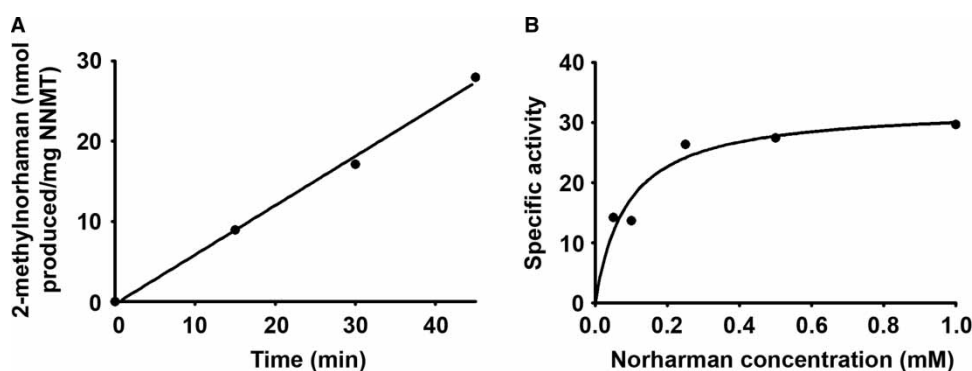 A
2-methylnorhaman (nmol
produced/mg NNMT)
30
20
10
0
0
10
20
30
40
Time (min)
B
Specific activity
40
30
20
10
0
0.0
0.2
0.4
0.6
0.8
1.0
Norharman concentration (mM)